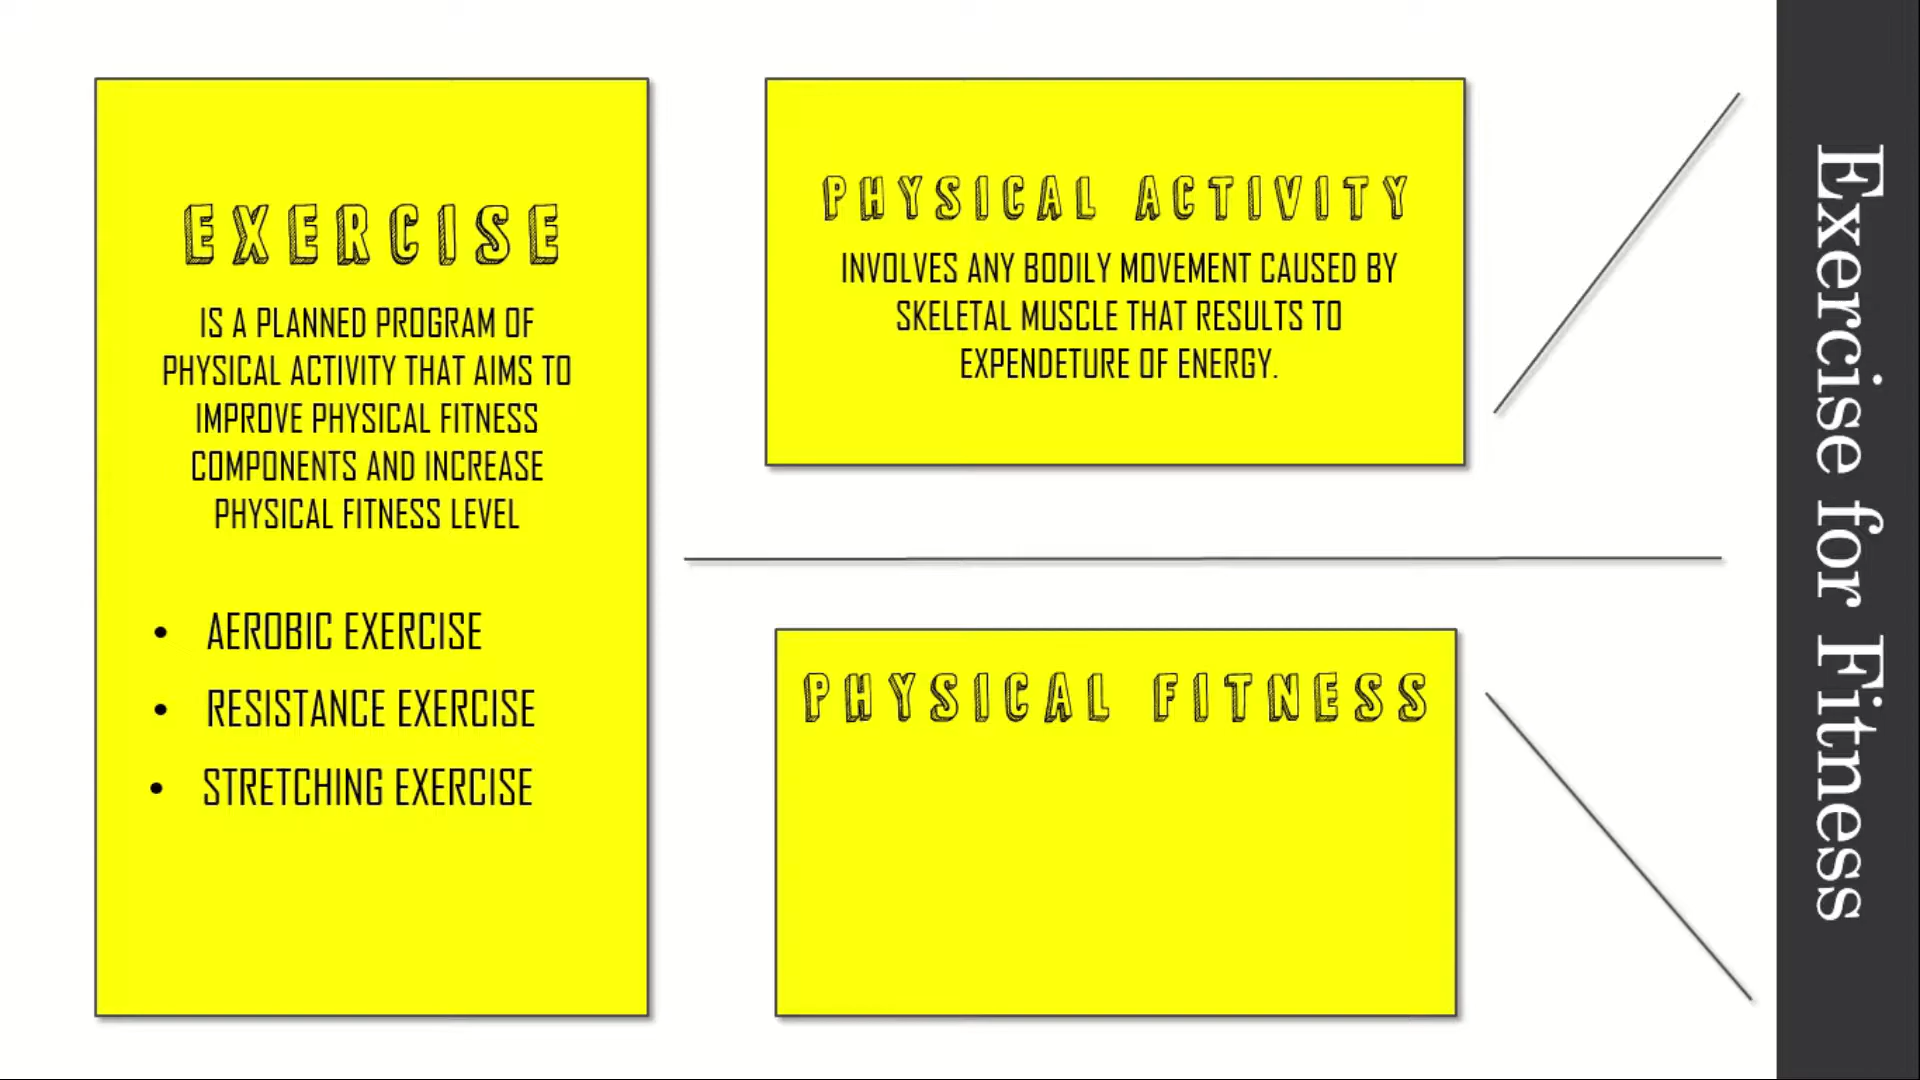 EXERCISE
IS A PLANNED PROGRAM OF
PHYSICAL ACTIVITY THAT AIMS TO
IMPROVE PHYSICAL FITNESS
COMPONENTS AND INCREASE
PHYSICAL FITNESS LEVEL
• AEROBIC EXERCISE
• RESISTANCE EXERCISE
• STRETCHING EXERCISE
PHYSICAL ACTIVITY
INVOLVES ANY BODILY MOVEMENT CAUSED BY
SKELETAL MUSCLE THAT RESULTS TO
EXPENDETURE OF ENERGY.
PHYSICAL FITNESS
Exercise for Fitness